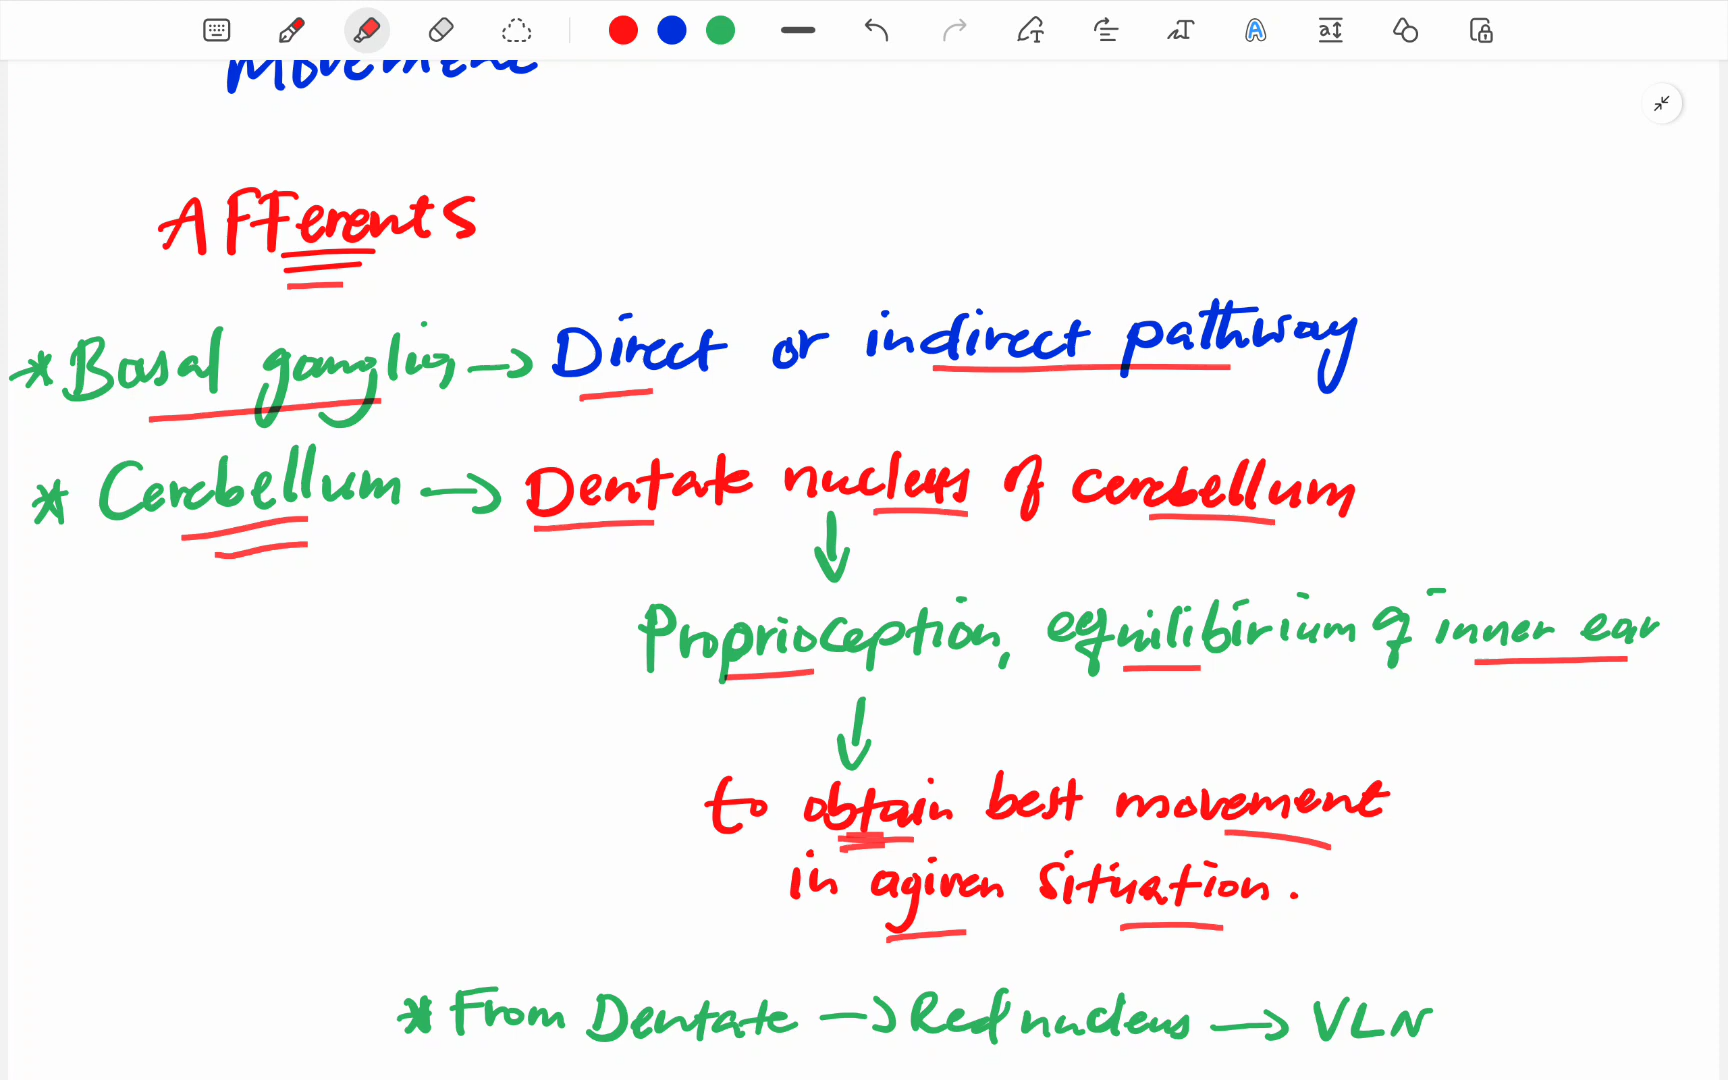 Movement
Afferents
* Basal ganglia → Direct or indirect pathway
* Cerebellum → Dentate nucleus of cerebellum
↓
Proprioception, equilibirium of inner ear
↓
to obtain best movement
in a given situation.
* From Dentate → Red nucleus → VLN